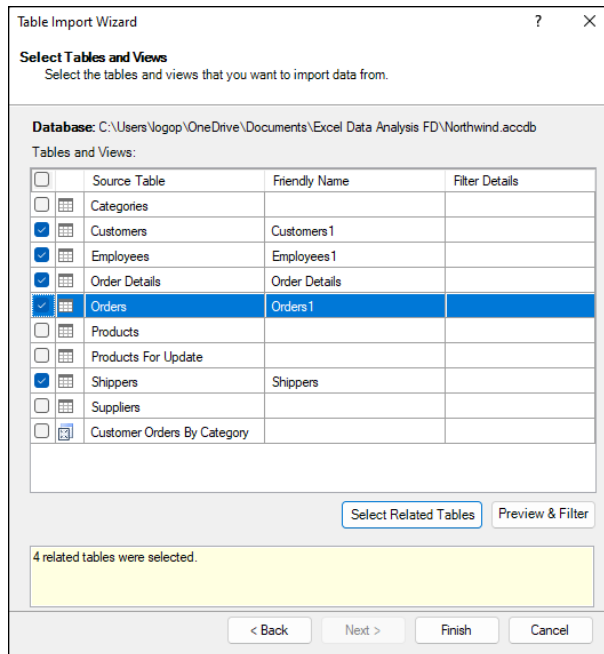 Table Import Wizard ? ×
Select Tables and Views
Select the tables and views that you want to import data from.
Database: C:\Users\logop\OneDrive\Documents\Excel Data Analysis FD\Northwind.accdb
Tables and Views:
Source Table Friendly Name Filter Details
Categories
Customers Customers1
Employees Employees1
Order Details Order Details
Orders Orders1
Products
Products For Update
Shippers Shippers
Suppliers
Customer Orders By Category
Select Related Tables Preview & Filter
4 related tables were selected.
< Back Next > Finish Cancel